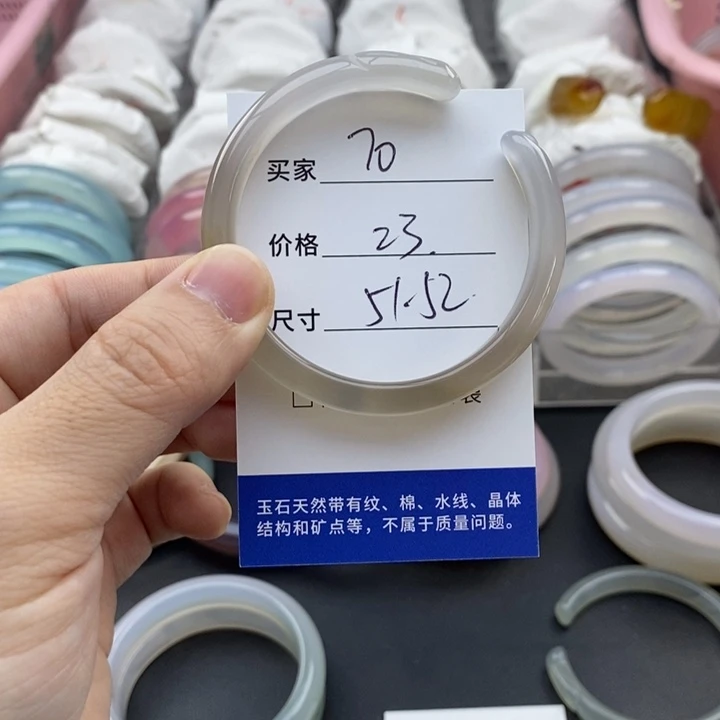 买家 70
价格 23.
尺寸 51.52
玉石天然带有纹、棉、水线、晶体
结构和矿点等，不属于质量问题。